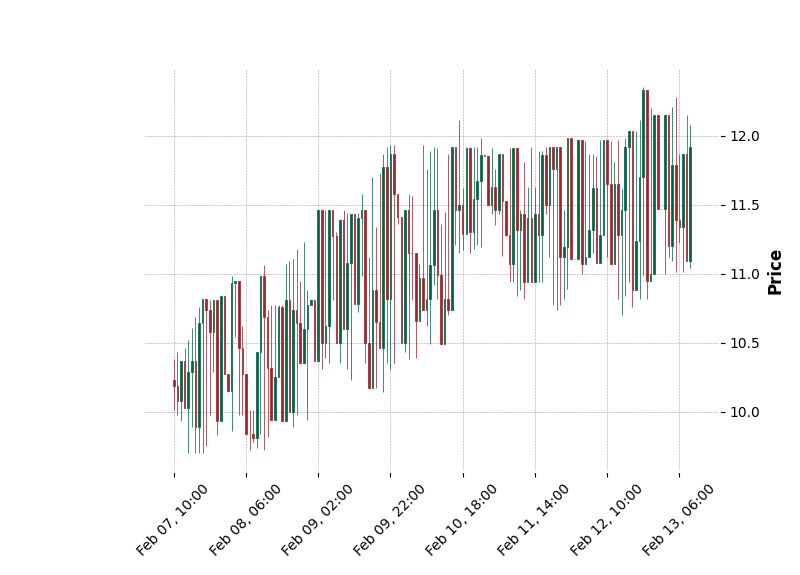 12.0
11.5
11.0
10.5
10.0
Price
Feb 07, 10:00
Feb 08, 06:00
Feb 09, 02:00
Feb 09, 22:00
Feb 10, 18:00
Feb 11, 14:00
Feb 12, 10:00
Feb 13, 06:00